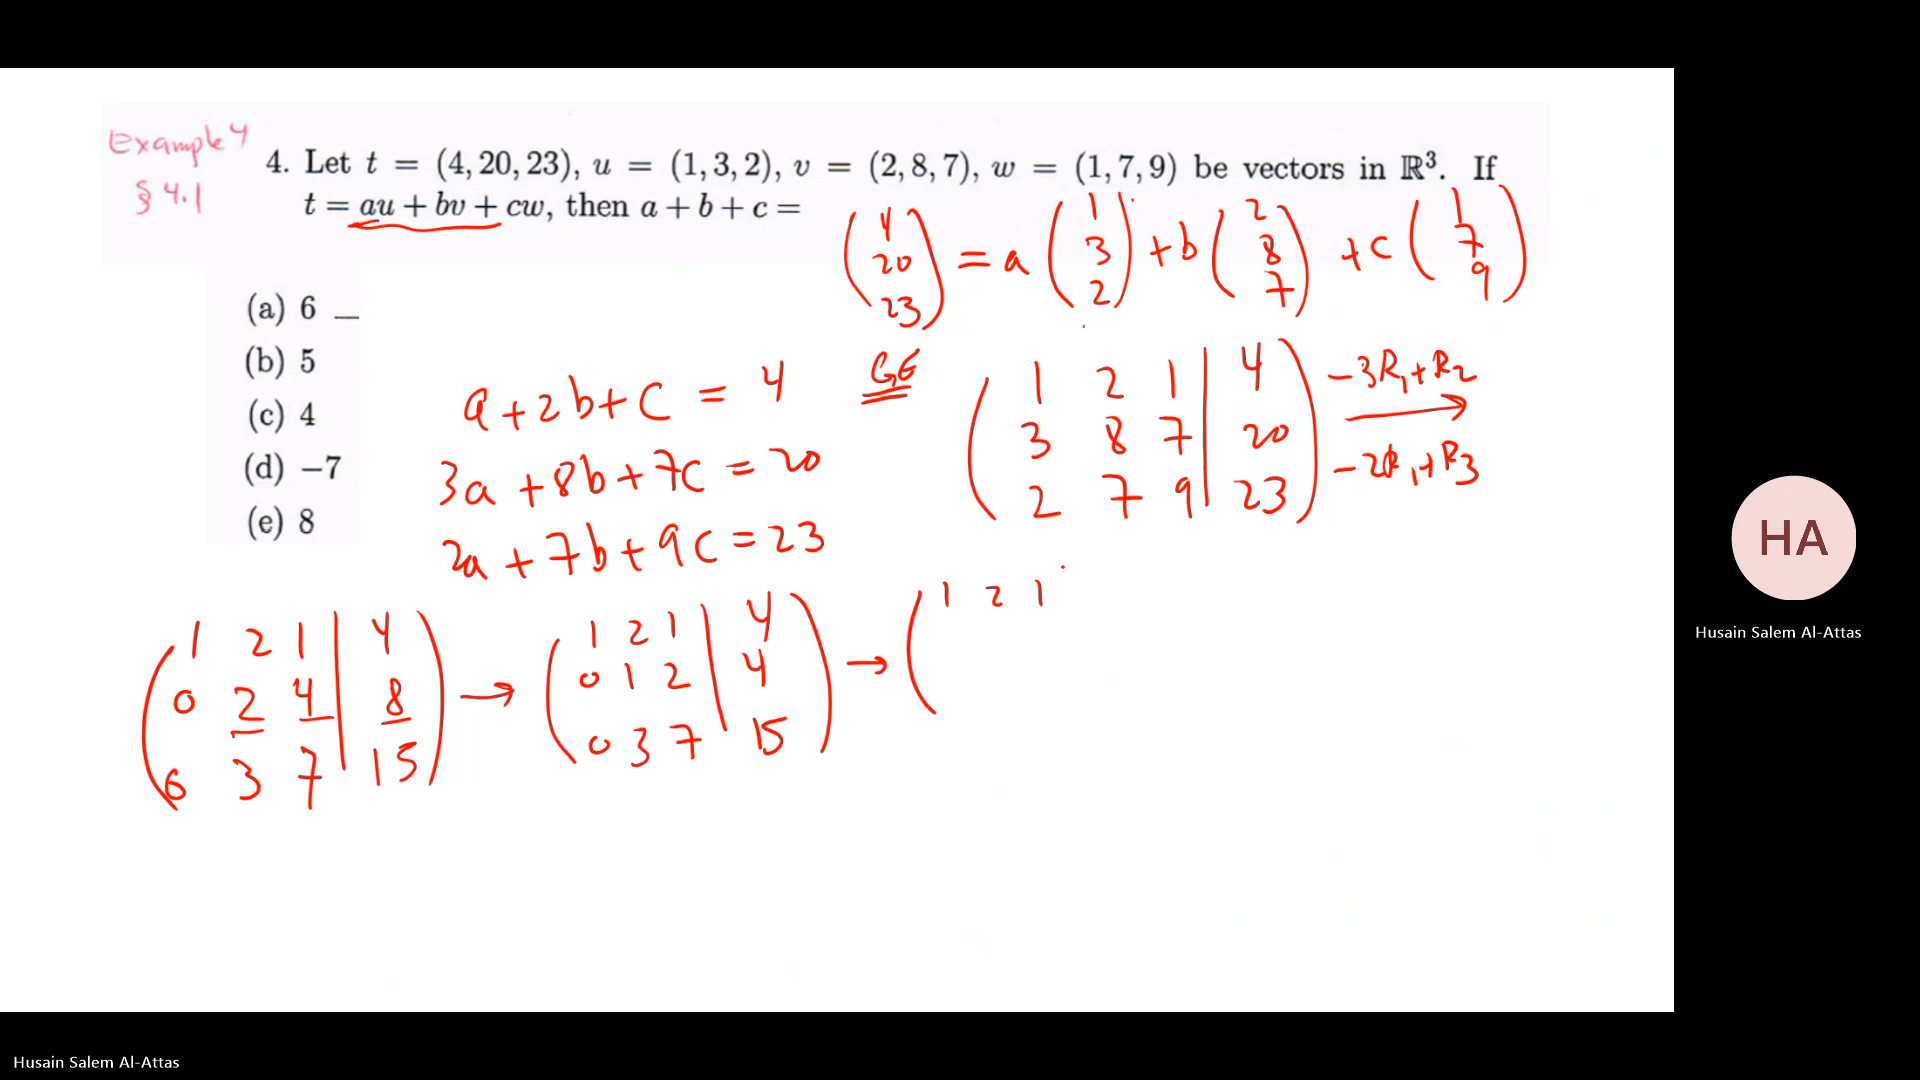 Example 4
§ 4.1
4. Let t = (4, 20, 23), u = (1, 3, 2), v = (2, 8, 7), w = (1, 7, 9) be vectors in ℝ³. If
t = au + bv + cw, then a + b + c =
(4 20 23) = a (1 3 2) + b (2 8 7) + c (1 7 9)
(a) 6
(b) 5
(c) 4
(d) −7
(e) 8
a + 2b + c = 4
3a + 8b + 7c = 20
2a + 7b + 9c = 23
GE
1 2 1 | 4
3 8 7 | 20
2 7 9 | 23
-3R1+R2
-2R1+R3
1 2 1 | 4
0 2 4 | 8
0 3 7 | 15
→
1 2 1 | 4
0 1 2 | 4
0 3 7 | 15
→
1 2 1
HA
Husain Salem Al-Attas
Husain Salem Al-Attas